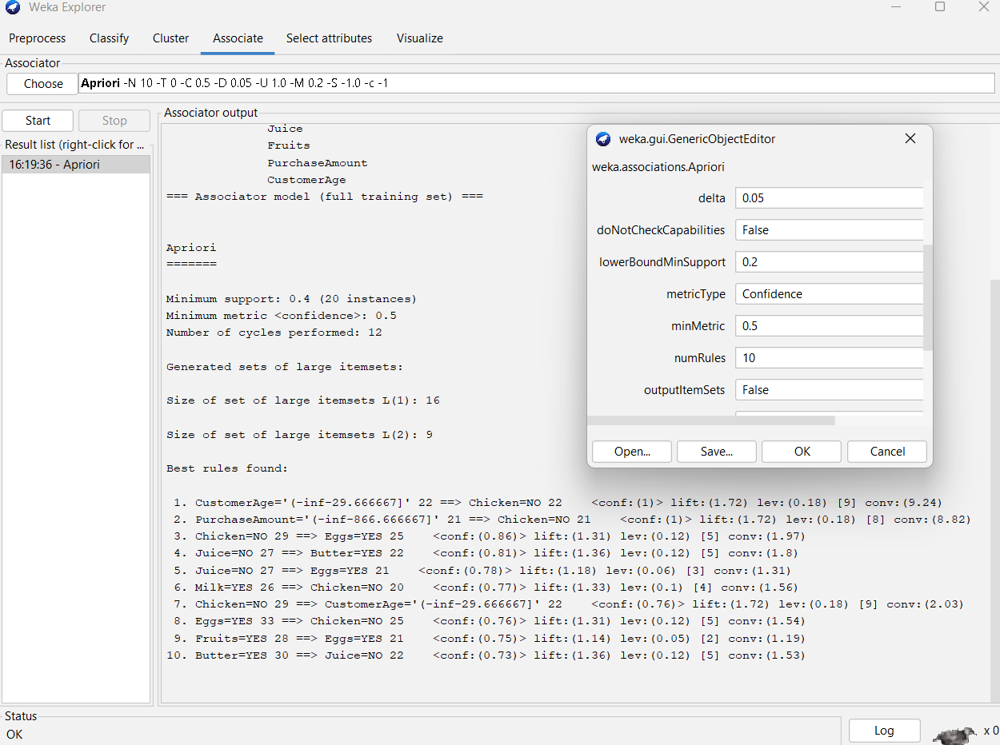 Weka Explorer
Preprocess Classify Cluster Associate Select attributes Visualize
Associator
Choose Apriori -N 10 -T 0 -C 0.5 -D 0.05 -U 1.0 -M 0.2 -S -1.0 -c -1
Start Stop
Result list (right-click for ...
16:19:36 - Apriori
Associator output
Juice
Fruits
PurchaseAmount
CustomerAge
=== Associator model (full training set) ===
Apriori
=======
Minimum support: 0.4 (20 instances)
Minimum metric <confidence>: 0.5
Number of cycles performed: 12
Generated sets of large itemsets:
Size of set of large itemsets L(1): 16
Size of set of large itemsets L(2): 9
Best rules found:
1. CustomerAge='(-inf-29.666667]' 22 ==> Chicken=NO 22 <conf:(1)> lift:(1.72) lev:(0.18) [9] conv:(9.24)
2. PurchaseAmount='(-inf-866.666667]' 21 ==> Chicken=NO 21 <conf:(1)> lift:(1.72) lev:(0.18) [8] conv:(8.82)
3. Chicken=NO 29 ==> Eggs=YES 25 <conf:(0.86)> lift:(1.31) lev:(0.12) [5] conv:(1.97)
4. Juice=NO 27 ==> Butter=YES 22 <conf:(0.81)> lift:(1.36) lev:(0.12) [5] conv:(1.8)
5. Juice=NO 27 ==> Eggs=YES 21 <conf:(0.78)> lift:(1.18) lev:(0.06) [3] conv:(1.31)
6. Milk=YES 26 ==> Chicken=NO 20 <conf:(0.77)> lift:(1.33) lev:(0.1) [4] conv:(1.56)
7. Chicken=NO 29 ==> CustomerAge='(-inf-29.666667]' 22 <conf:(0.76)> lift:(1.72) lev:(0.18) [9] conv:(2.03)
8. Eggs=YES 33 ==> Chicken=NO 25 <conf:(0.76)> lift:(1.31) lev:(0.12) [5] conv:(1.54)
9. Fruits=YES 28 ==> Eggs=YES 21 <conf:(0.75)> lift:(1.14) lev:(0.05) [2] conv:(1.19)
10. Butter=YES 30 ==> Juice=NO 22 <conf:(0.73)> lift:(1.36) lev:(0.12) [5] conv:(1.53)
weka.gui.GenericObjectEditor
weka.associations.Apriori
delta 0.05
doNotCheckCapabilities False
lowerBoundMinSupport 0.2
metricType Confidence
minMetric 0.5
numRules 10
outputItemSets False
Open... Save... OK Cancel
Status
OK
Log x 0